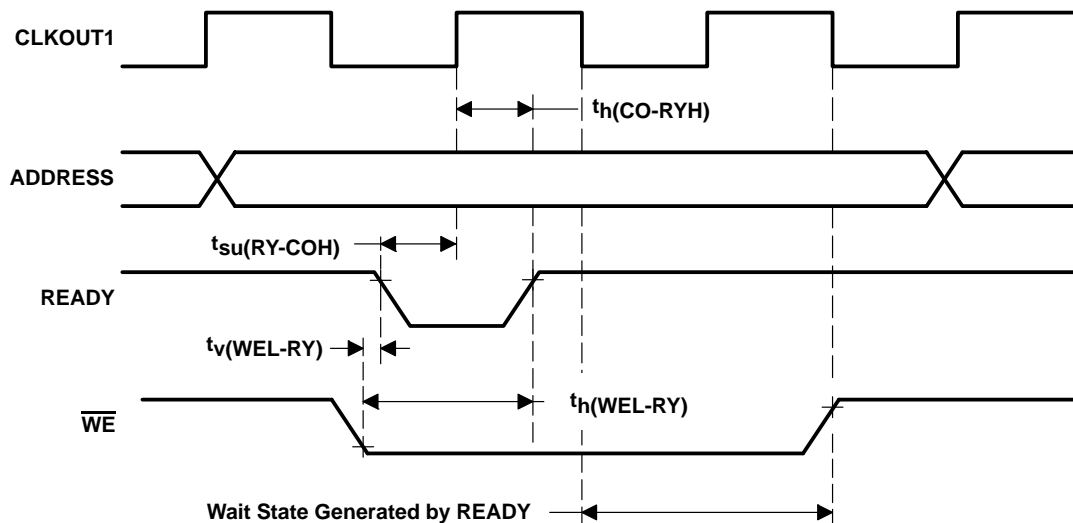 CLKOUT1
th(CO-RYH)
ADDRESS
tsu(RY-COH)
READY
tv(WEL-RY)
th(WEL-RY)
WE
Wait State Generated by READY